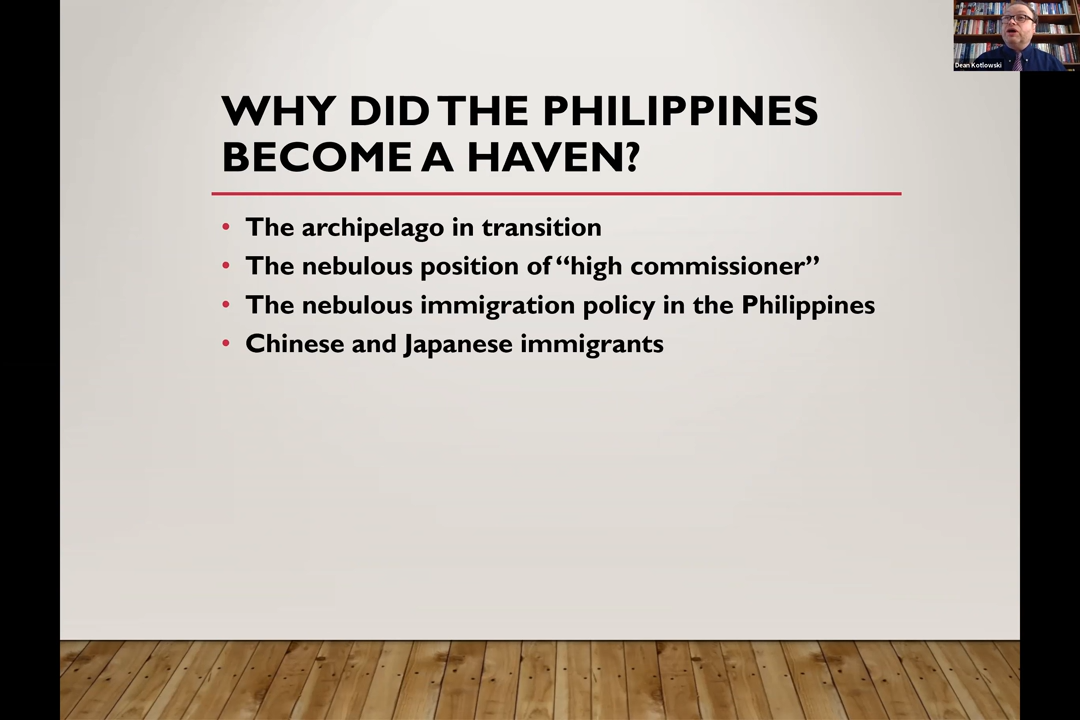 Dean Kotlowski
WHY DID THE PHILIPPINES
BECOME A HAVEN?
• The archipelago in transition
• The nebulous position of “high commissioner”
• The nebulous immigration policy in the Philippines
• Chinese and Japanese immigrants